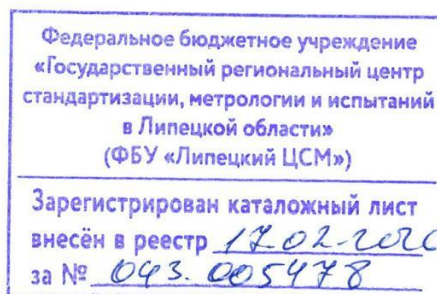 Федеральное бюджетное учреждение
«Государственный региональный центр
стандартизации, метрологии и испытаний
в Липецкой области»
(ФБУ «Липецкий ЦСМ»)
Зарегистрирован каталожный лист
внесён в реестр 17.02.2020
за № 043.005478